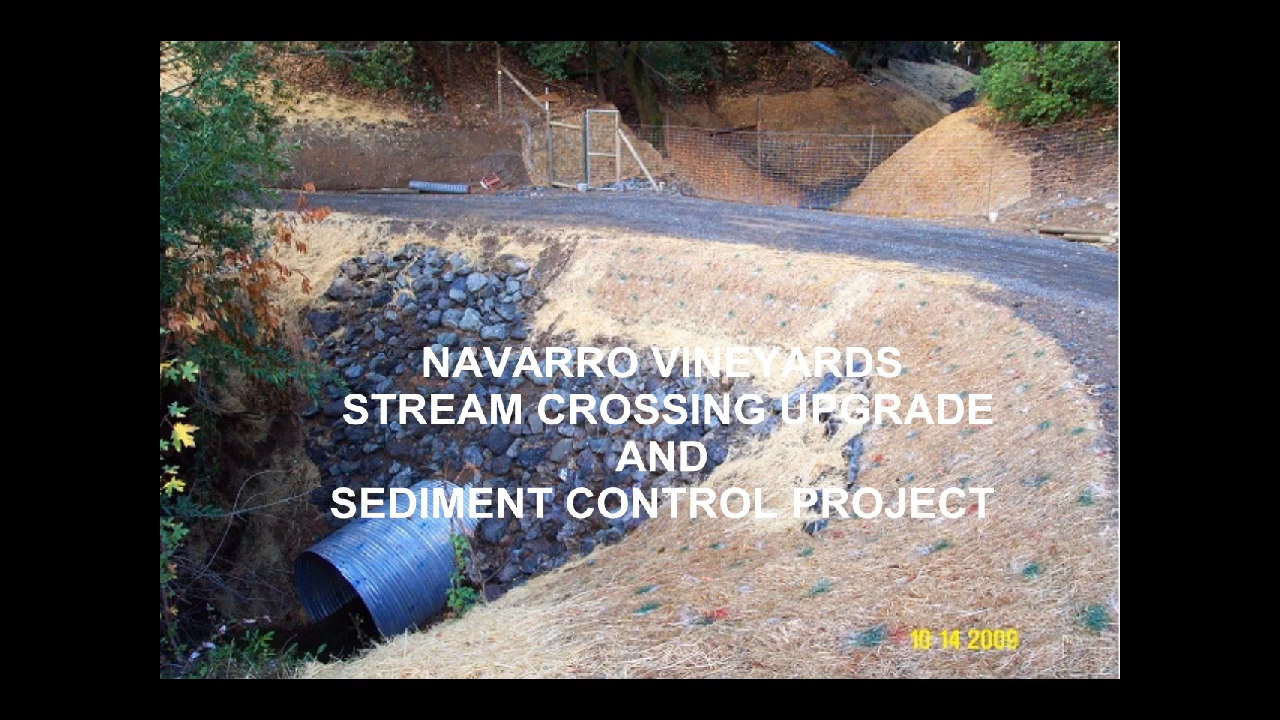 NAVARRO VINEYARDS
STREAM CROSSING UPGRADE
AND
SEDIMENT CONTROL PROJECT
10 14 2009